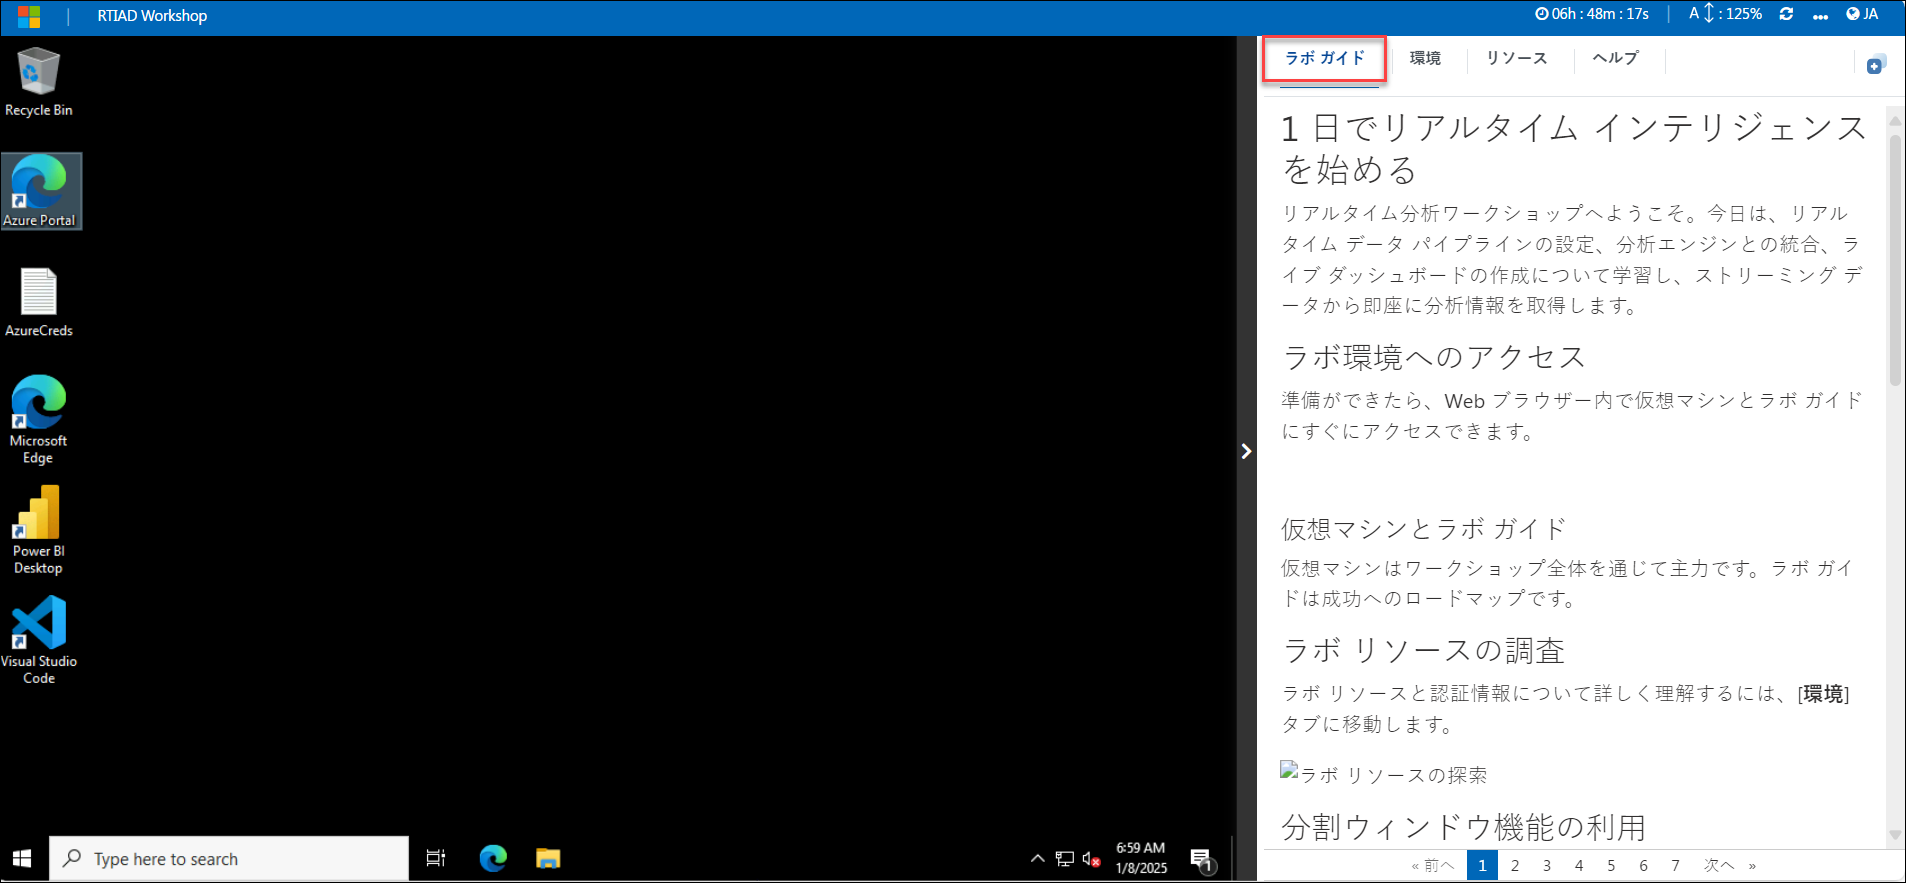 RTIAD Workshop
06h : 48m : 17s
A : 125%
JA
Recycle Bin
Azure Portal
AzureCreds
Microsoft
Edge
Power BI
Desktop
Visual Studio
Code
Type here to search
6:59 AM
1/8/2025
1
ラボ ガイド
環境
リソース
ヘルプ
1 日でリアルタイム インテリジェンス
を始める
リアルタイム分析ワークショップへようこそ。今日は、リアル
タイム データ パイプラインの設定、分析エンジンとの統合、ラ
イブ ダッシュボードの作成について学習し、ストリーミング デ
ータから即座に分析情報を取得します。
ラボ環境へのアクセス
準備ができたら、Web ブラウザー内で仮想マシンとラボ ガイド
にすぐにアクセスできます。
仮想マシンとラボ ガイド
仮想マシンはワークショップ全体を通じて主力です。ラボ ガイ
ドは成功へのロードマップです。
ラボ リソースの調査
ラボ リソースと認証情報について詳しく理解するには、[環境]
タブに移動します。
ラボ リソースの探索
分割ウィンドウ機能の利用
« 前へ 1 2 3 4 5 6 7 次へ »